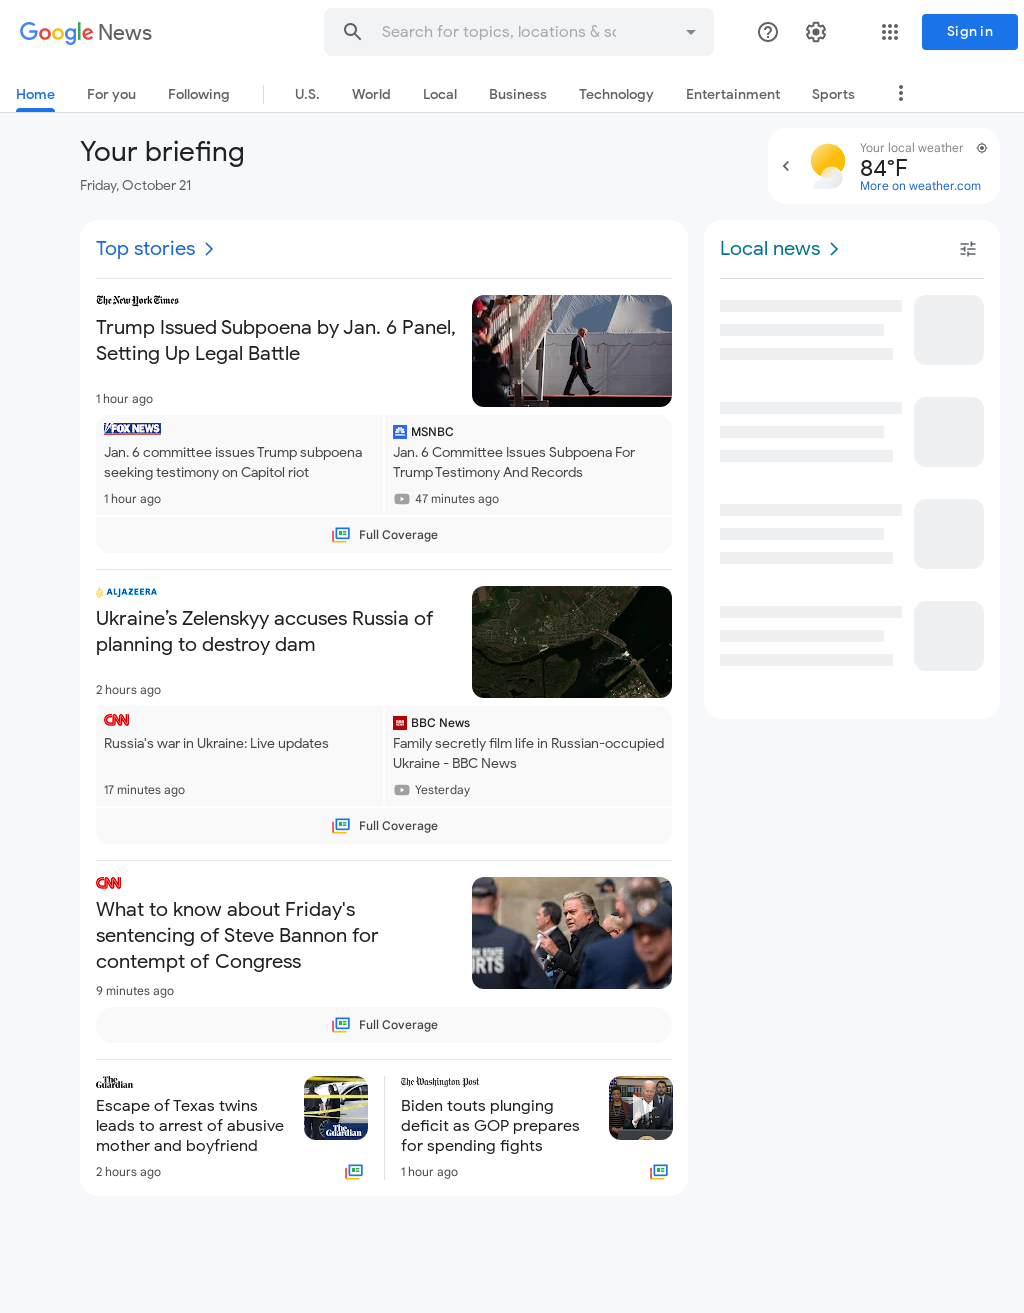 Google News
Search for topics, locations & so
Sign in
Home For you Following U.S. World Local Business Technology Entertainment Sports
Your briefing
Friday, October 21
Your local weather
84°F
More on weather.com
Top stories
The New York Times
Trump Issued Subpoena by Jan. 6 Panel,
Setting Up Legal Battle
1 hour ago
FOX NEWS
Jan. 6 committee issues Trump subpoena
seeking testimony on Capitol riot
1 hour ago
MSNBC
Jan. 6 Committee Issues Subpoena For
Trump Testimony And Records
47 minutes ago
Full Coverage
ALJAZEERA
Ukraine’s Zelenskyy accuses Russia of
planning to destroy dam
2 hours ago
CNN
Russia's war in Ukraine: Live updates
17 minutes ago
BBC News
Family secretly film life in Russian-occupied
Ukraine - BBC News
Yesterday
Full Coverage
CNN
What to know about Friday's
sentencing of Steve Bannon for
contempt of Congress
9 minutes ago
STATE
RTS
Full Coverage
The Guardian
Escape of Texas twins
leads to arrest of abusive
mother and boyfriend
2 hours ago
The Guardian
The Washington Post
Biden touts plunging
deficit as GOP prepares
for spending fights
1 hour ago
Local news